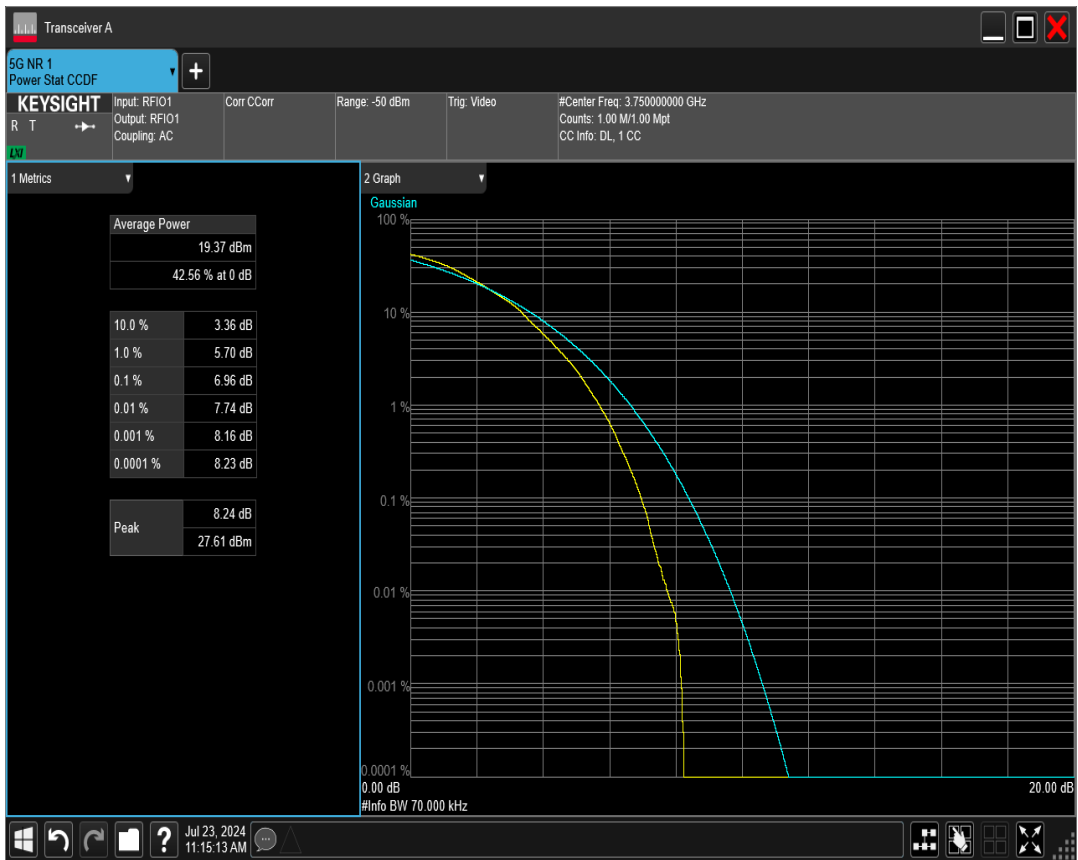 Transceiver A
5G NR 1
Power Stat CCDF
KEYSIGHT
R T
LXI
Input: RFIO1
Output: RFIO1
Coupling: AC
Corr CCorr
Range: -50 dBm
Trig: Video
#Center Freq: 3.750000000 GHz
Counts: 1.00 M/1.00 Mpt
CC Info: DL, 1 CC
1 Metrics
Average Power
19.37 dBm
42.56 % at 0 dB
10.0 % 3.36 dB
1.0 % 5.70 dB
0.1 % 6.96 dB
0.01 % 7.74 dB
0.001 % 8.16 dB
0.0001 % 8.23 dB
Peak
8.24 dB
27.61 dBm
2 Graph
Gaussian
100 %
10 %
1 %
0.1 %
0.01 %
0.001 %
0.0001 %
0.00 dB 20.00 dB
#Info BW 70.000 kHz
?
Jul 23, 2024
11:15:13 AM